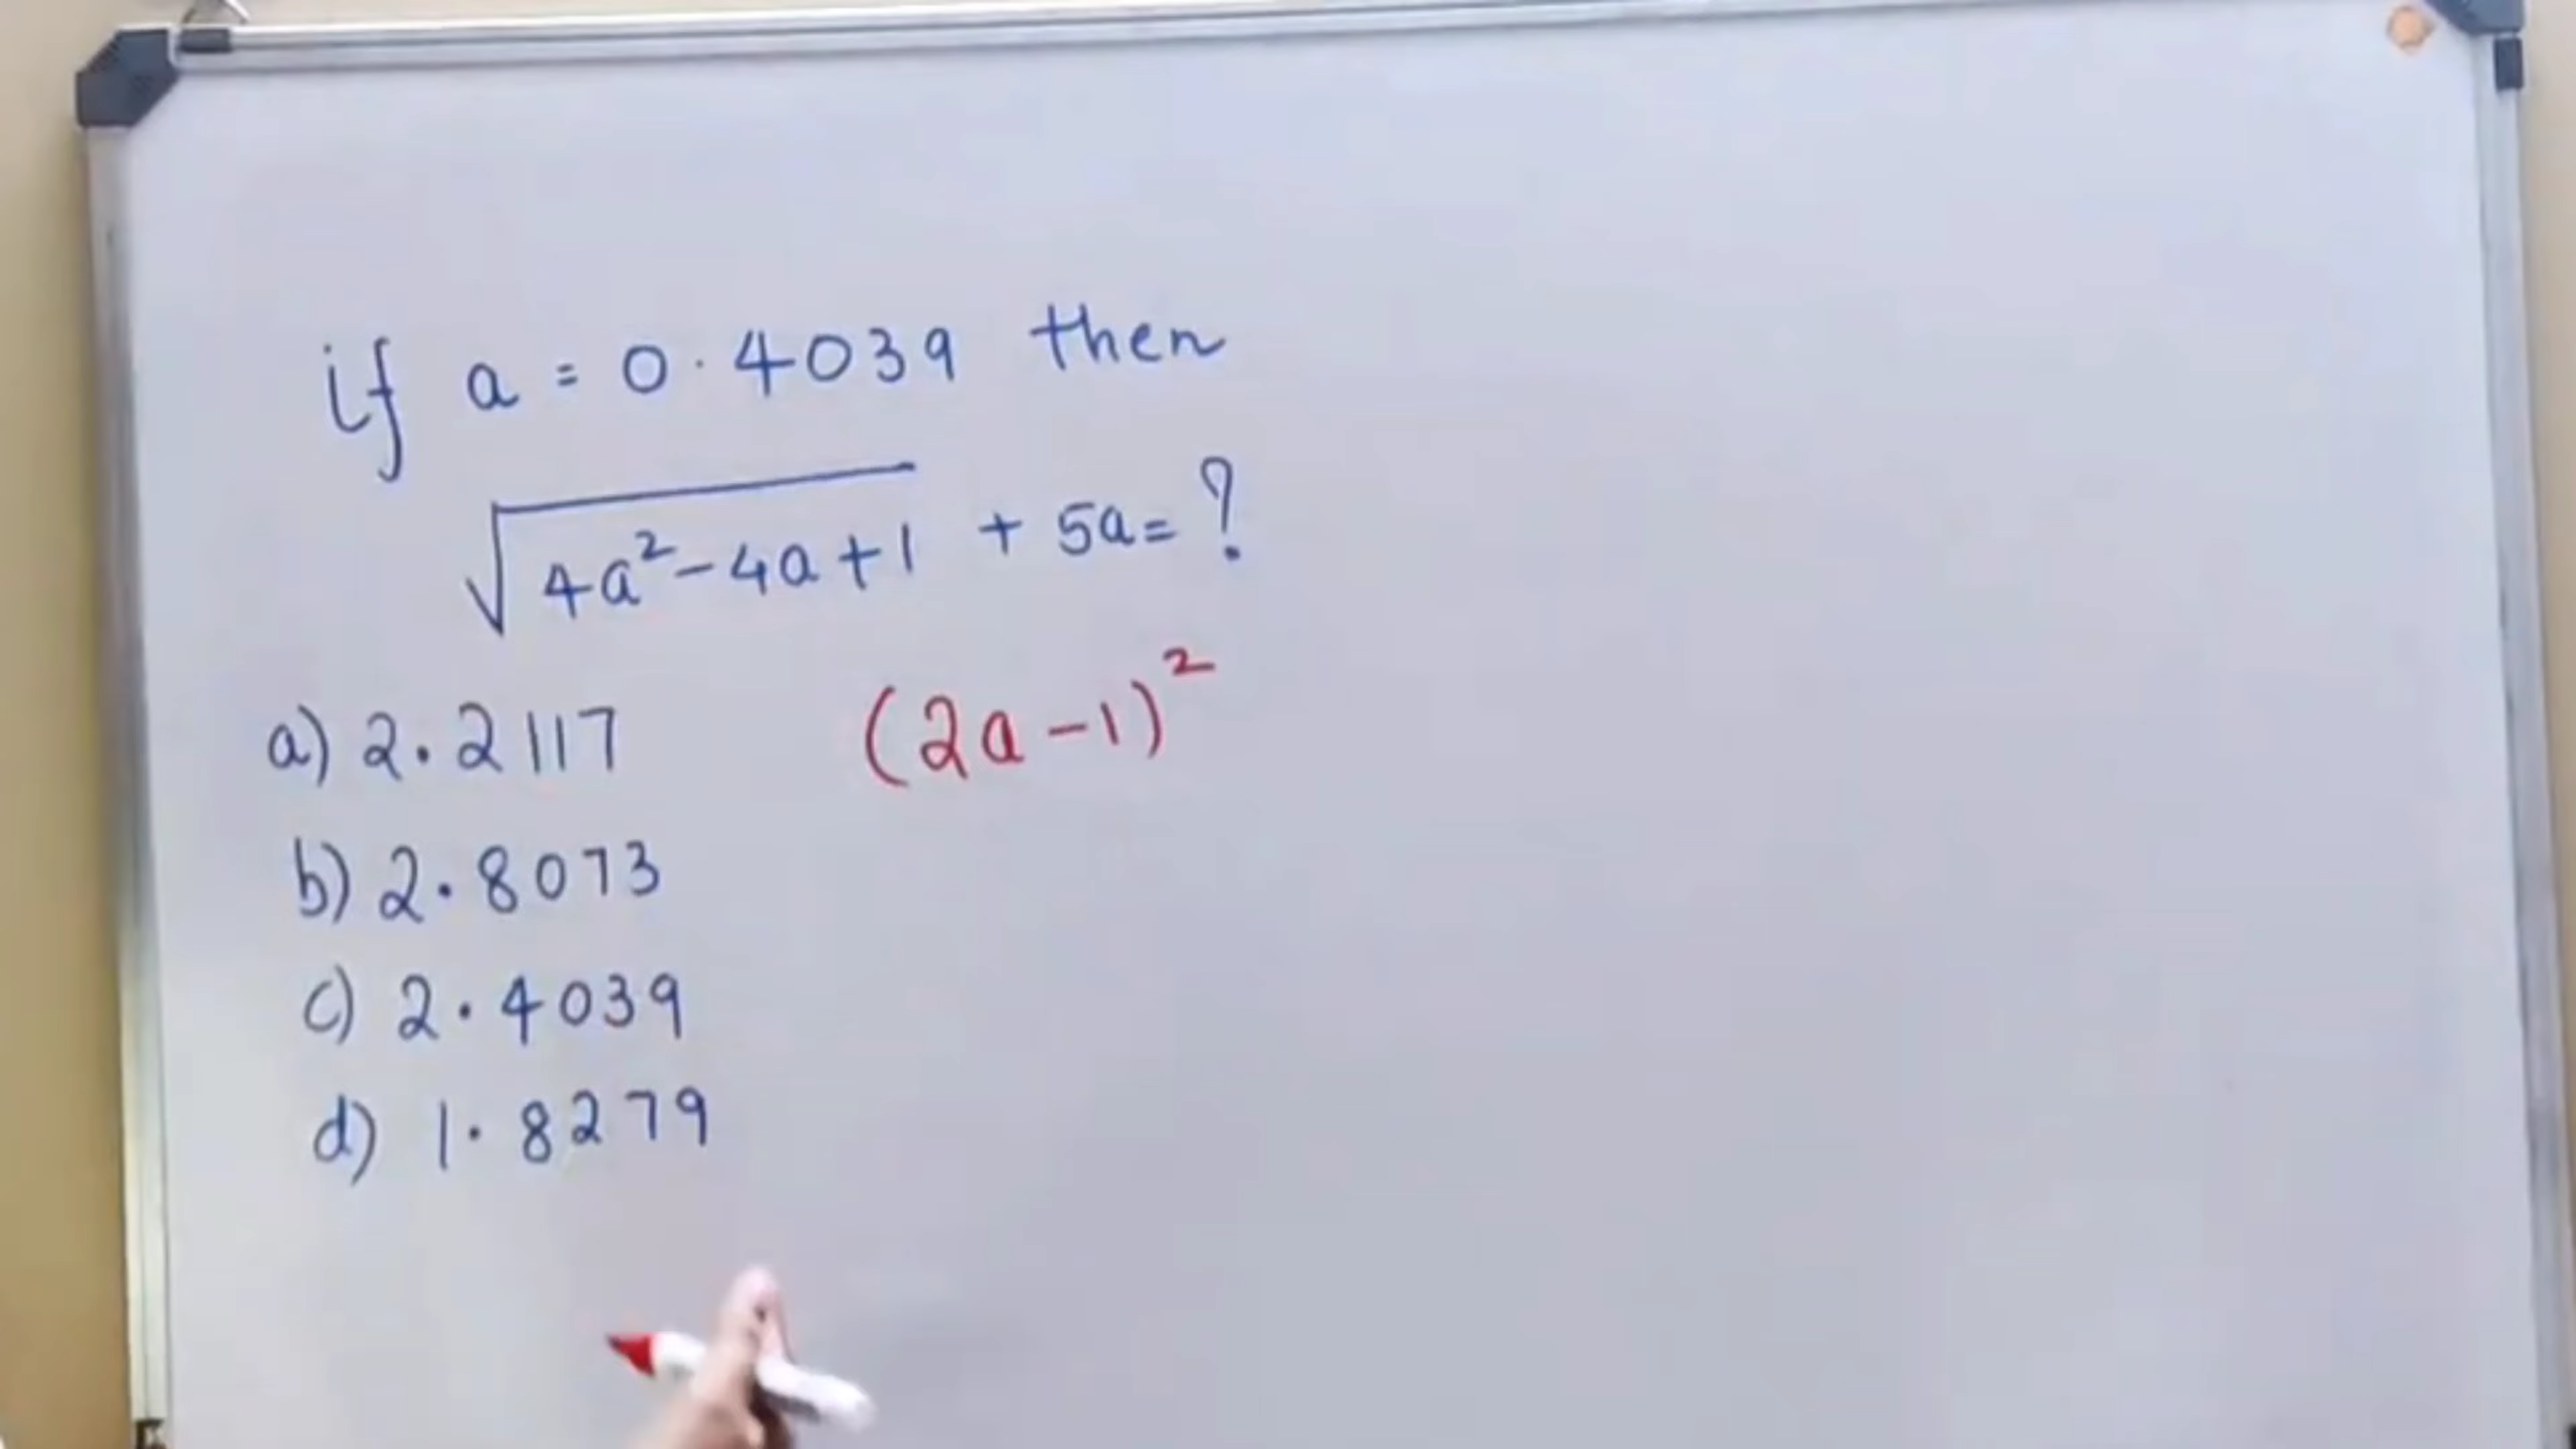 if a = 0.4039 then
√4a²-4a+1 + 5a = ?
a) 2.2117
(2a-1)²
b) 2.8073
c) 2.4039
d) 1.8279